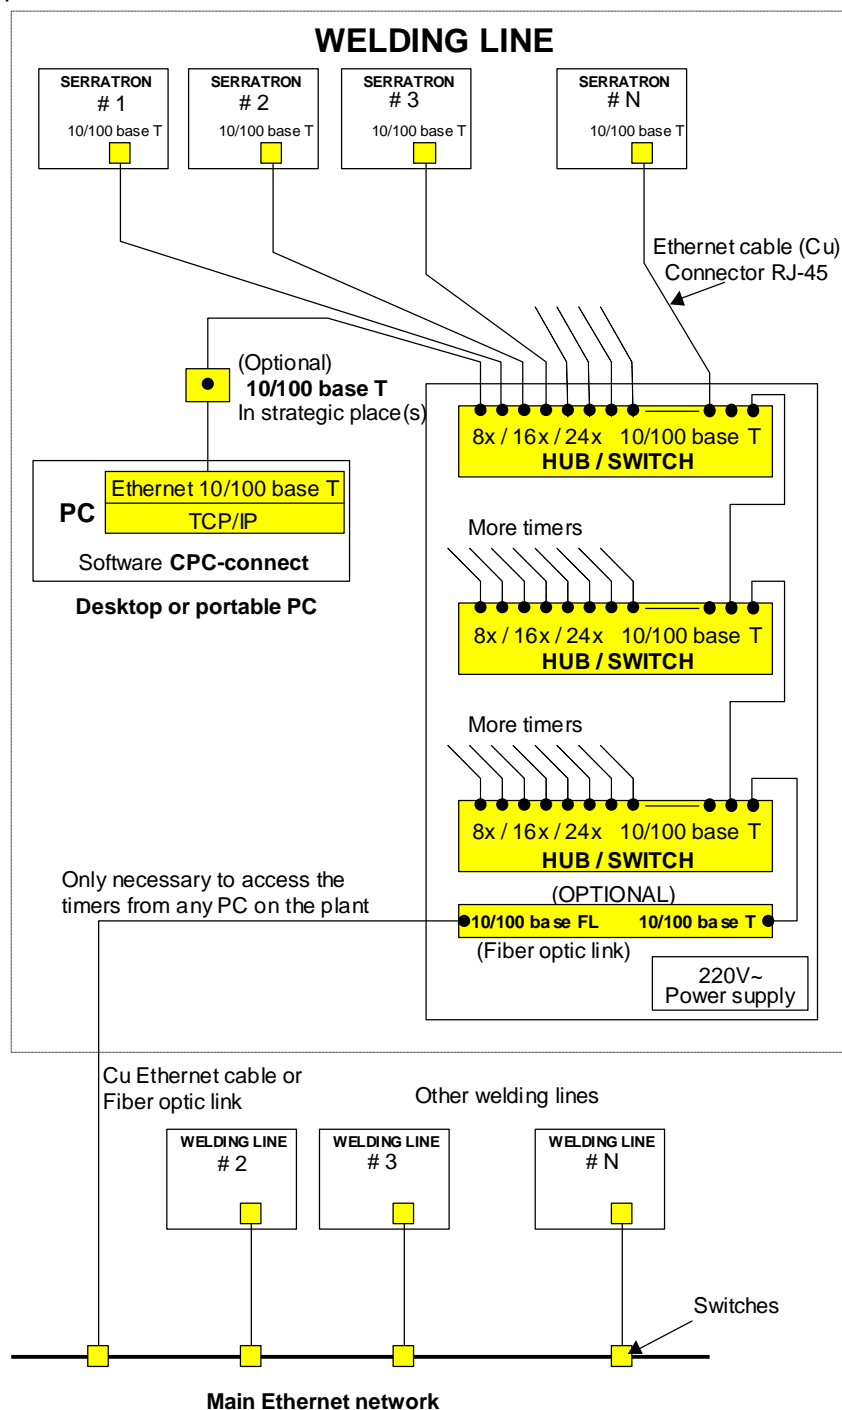 WELDING LINE
SERRATRON
# 1
10/100 base T
SERRATRON
# 2
10/100 base T
SERRATRON
# 3
10/100 base T
SERRATRON
# N
10/100 base T
Ethernet cable (Cu)
Connector RJ-45
(Optional)
10/100 base T
In strategic place(s)
8x / 16x / 24x 10/100 base T
HUB / SWITCH
PC
Ethernet 10/100 base T
TCP/IP
Software CPC-connect
Desktop or portable PC
More timers
8x / 16x / 24x 10/100 base T
HUB / SWITCH
More timers
8x / 16x / 24x 10/100 base T
HUB / SWITCH
Only necessary to access the
timers from any PC on the plant
(OPTIONAL)
10/100 base FL 10/100 base T
(Fiber optic link)
220V~
Power supply
Cu Ethernet cable or
Fiber optic link
Other welding lines
WELDING LINE
# 2
WELDING LINE
# 3
WELDING LINE
# N
Switches
Main Ethernet network